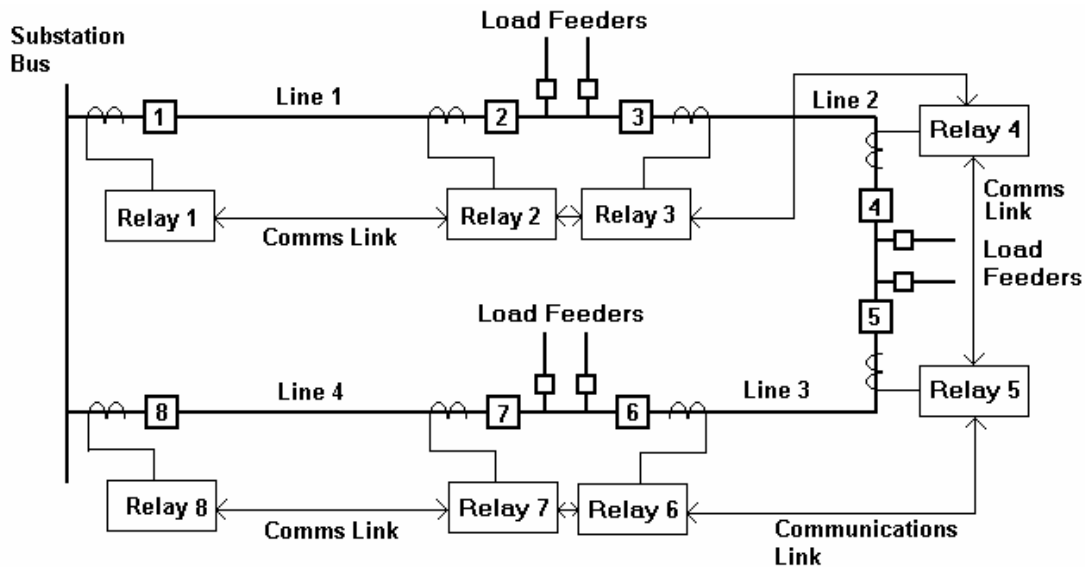 Load Feeders
Substation
Bus
Line 1
Line 2
1
2
3
Relay 4
Relay 1
Relay 2
Relay 3
Comms Link
Comms
Link
4
Load
Feeders
Load Feeders
5
Line 4
Line 3
Relay 5
8
7
6
Relay 8
Relay 7
Relay 6
Comms Link
Communications
Link